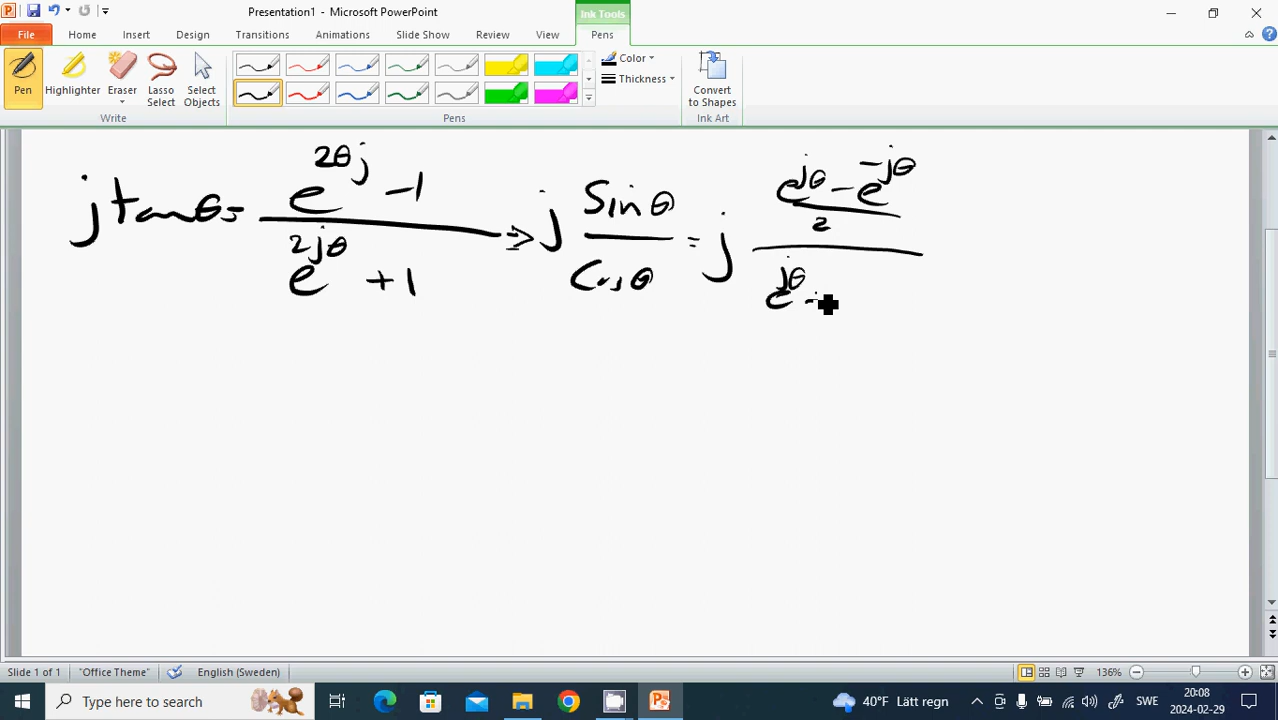 Presentation1 - Microsoft PowerPoint
Ink Tools
File Home Insert Design Transitions Animations Slide Show Review View Pens
Pen Highlighter Eraser Lasso Select Select Objects
Color
Thickness
Convert to Shapes
Write Pens Ink Art
j tanθ = (e^{2θj} - 1) / (e^{2jθ} + 1) => j Sinθ / Cosθ = j ((e^{jθ} - e^{-jθ}) / 2) / (e^{jθ}
Slide 1 of 1 "Office Theme" English (Sweden) 136%
Type here to search 40°F Lätt regn SWE 20:08
2024-02-29